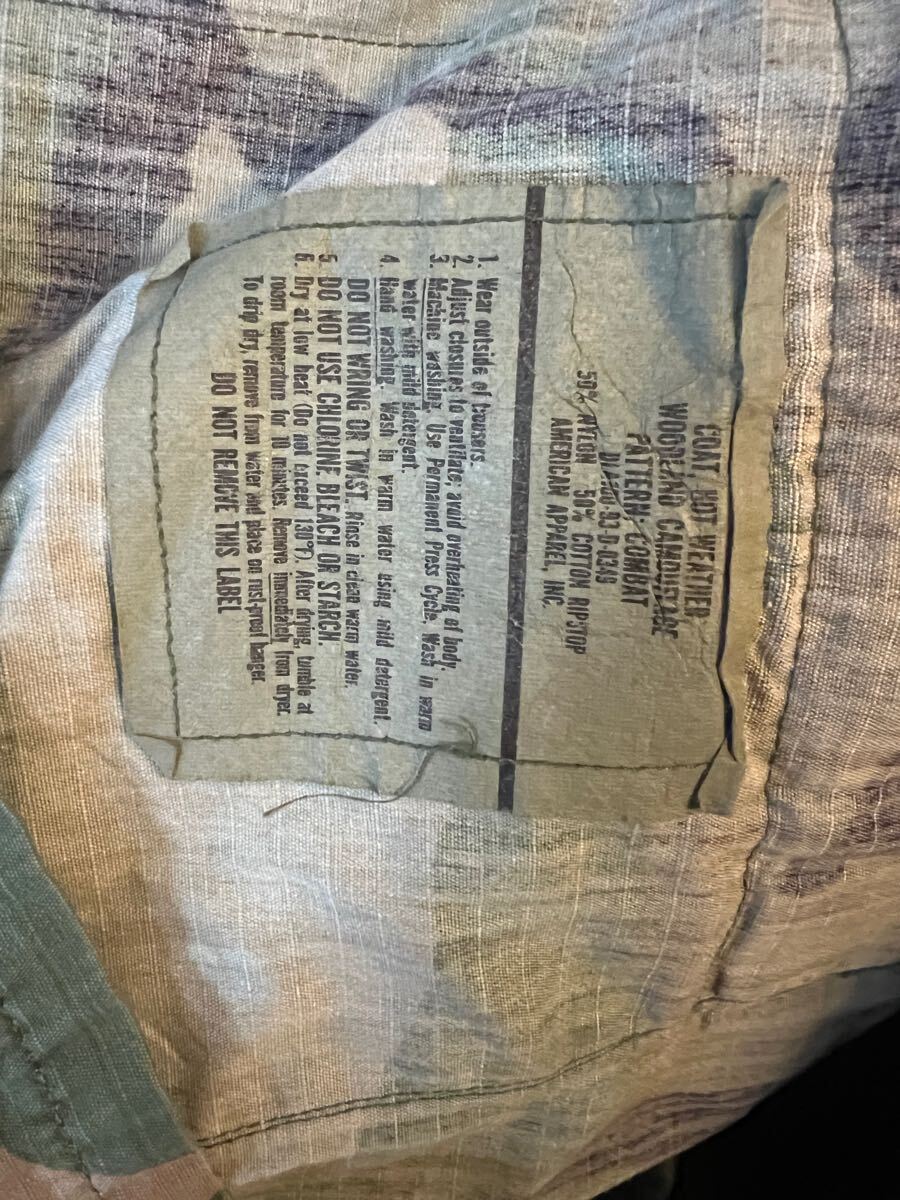 COAT, HOT WEATHER
WOODLAND CAMOUFLAGE
PATTERN, COMBAT
50% NYLON 50% COTTON RIPSTOP
AMERICAN APPAREL, INC.
1. Wear outside of trousers.
2. Adjust closures to ventilate; avoid overheating of body.
3. Machine washing. Use Permanent Press Cycle. Wash in warm
water with mild detergent.
4. Hand washing. Wash in warm water using mild detergent.
DO NOT WRING OR TWIST. Rinse in clean warm water.
5. DO NOT USE CHLORINE, BLEACH OR STARCH.
6. Dry at low heat (Do not exceed 130°F). After drying, tumble at
room temperature for 10 minutes. Remove immediately from dryer.
To drip dry, remove from water and place on rust-proof hanger.
DO NOT REMOVE THIS LABEL